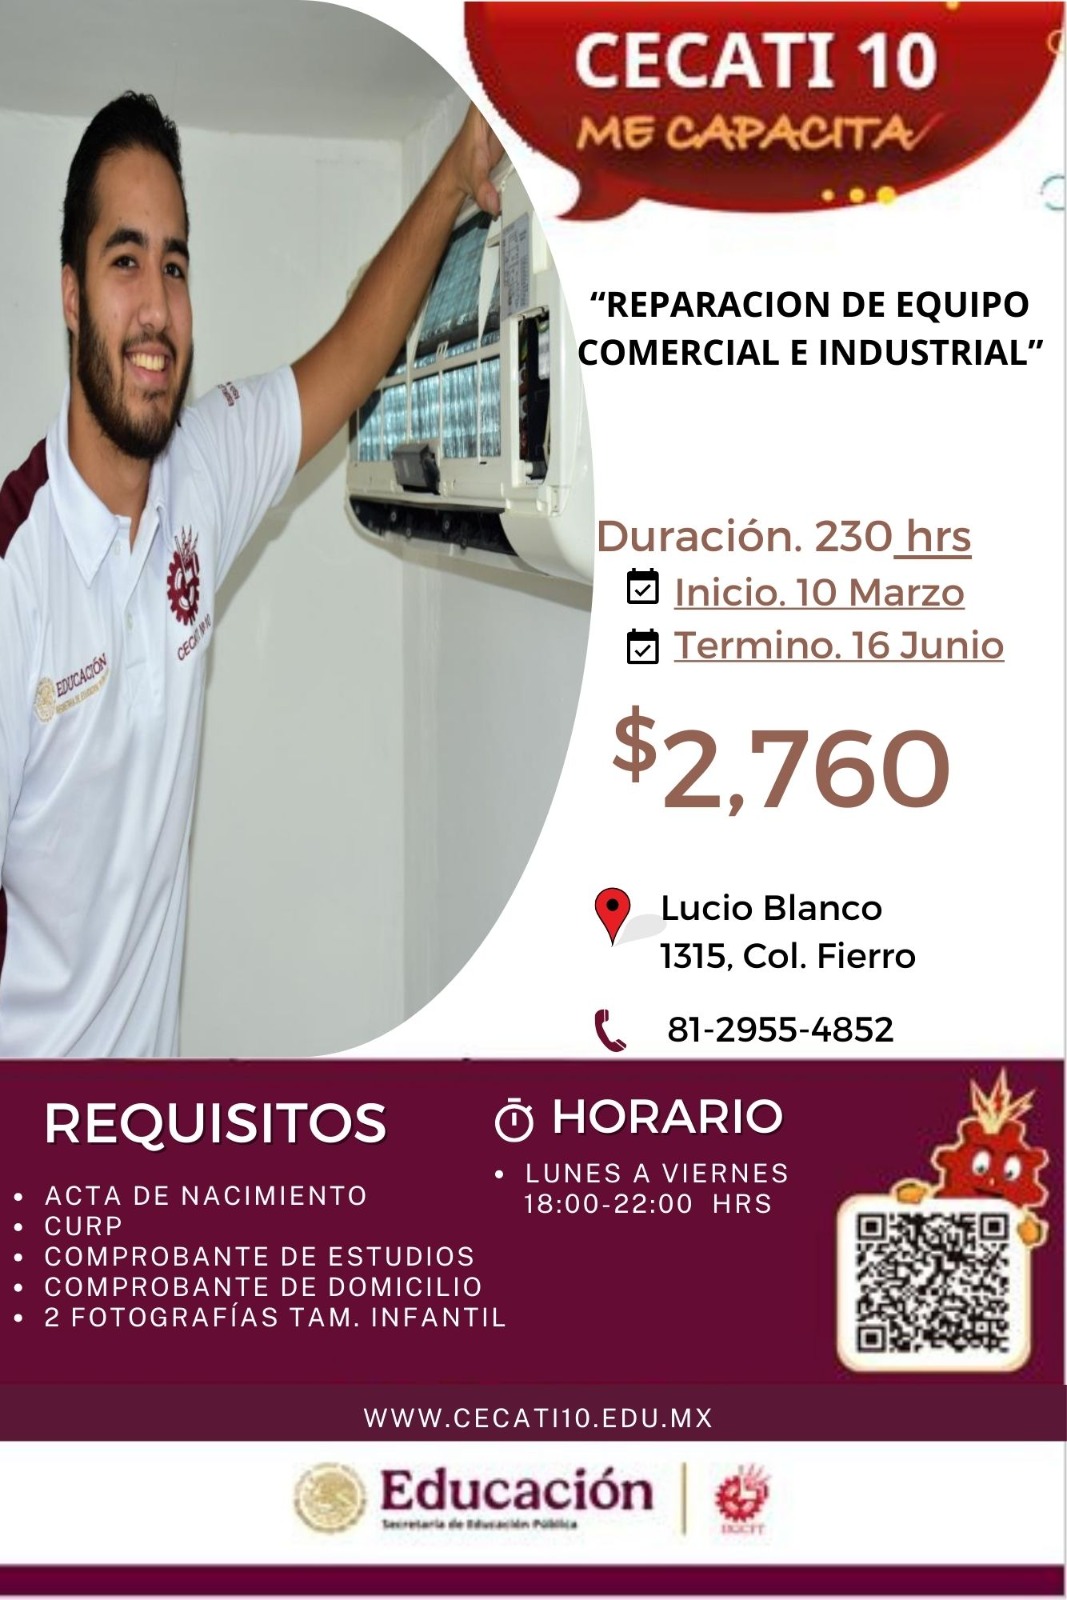 CECATI 10
ME CAPACITA
“REPARACION DE EQUIPO
COMERCIAL E INDUSTRIAL”
Duración. 230 hrs
Inicio. 10 Marzo
Termino. 16 Junio
$2,760
Lucio Blanco
1315, Col. Fierro
81-2955-4852
CECATI
EDUCACIÓN
REQUISITOS
• ACTA DE NACIMIENTO
• CURP
• COMPROBANTE DE ESTUDIOS
• COMPROBANTE DE DOMICILIO
• 2 FOTOGRAFÍAS TAM. INFANTIL
HORARIO
• LUNES A VIERNES
18:00-22:00 HRS
WWW.CECATI10.EDU.MX
Educación
Secretaría de Educación Pública
DGCFT